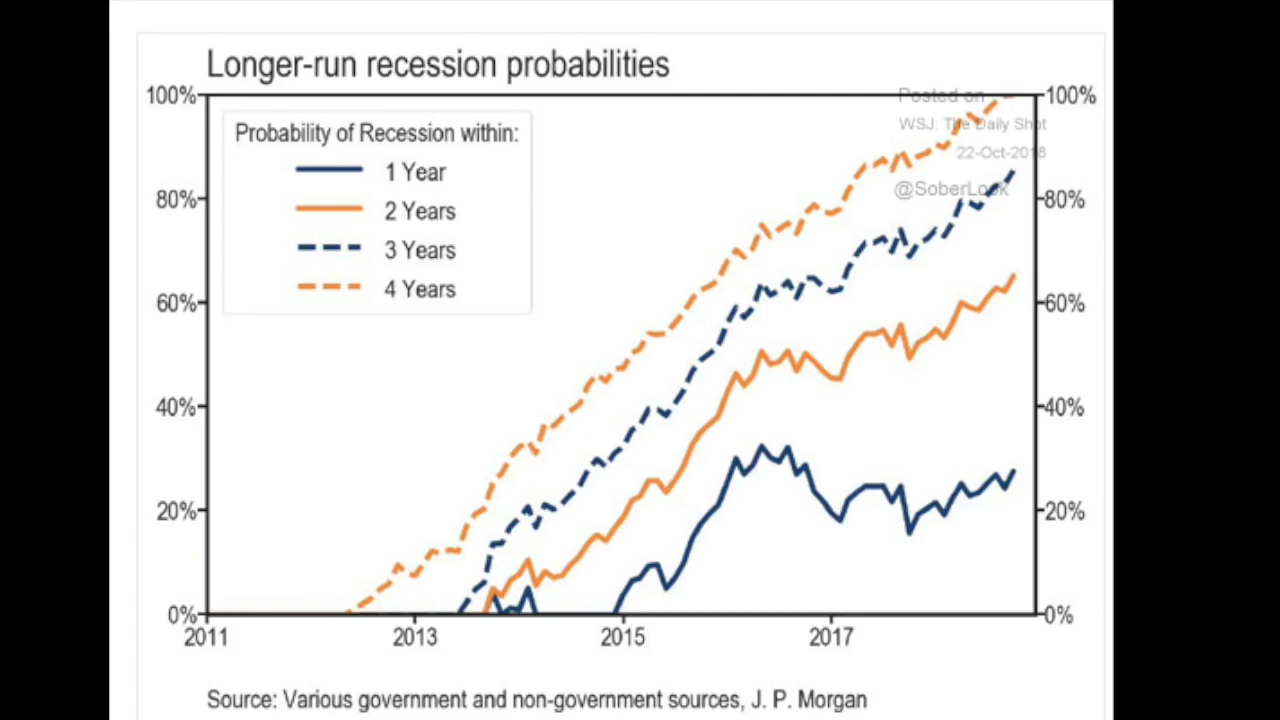 Longer-run recession probabilities
100%
80%
60%
40%
20%
0%
Probability of Recession within:
1 Year
2 Years
3 Years
4 Years
Posted on
WSJ: The Daily Shot
22-Oct-2018
@SoberLook
100%
80%
60%
40%
20%
0%
2011 2013 2015 2017
Source: Various government and non-government sources, J. P. Morgan